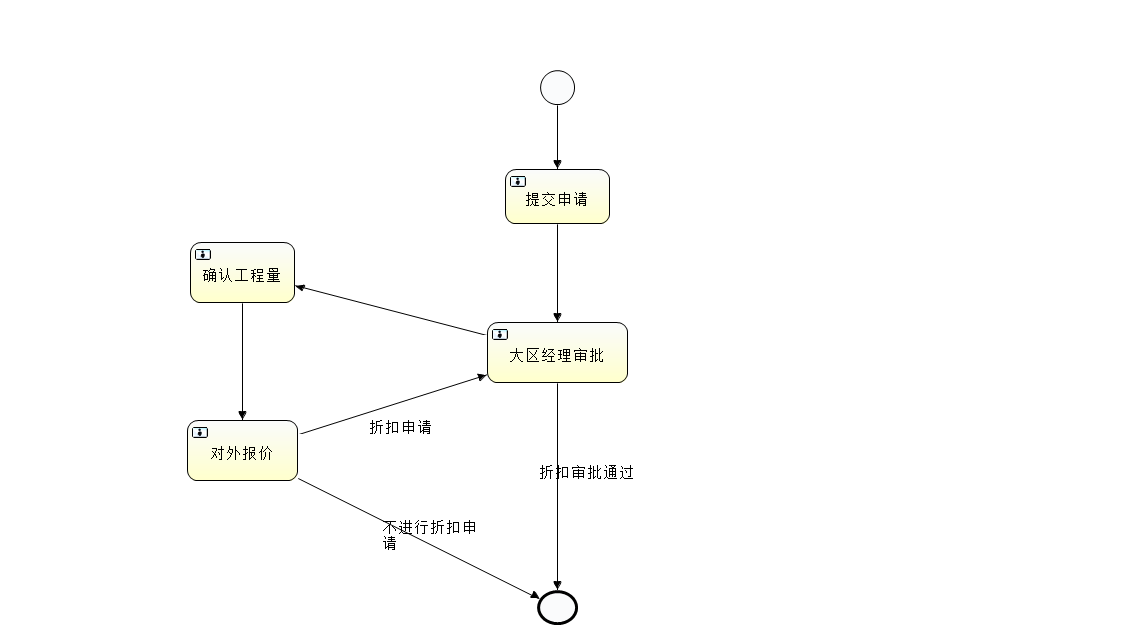 提交申请
确认工程量
大区经理审批
折扣申请
对外报价
折扣审批通过
不进行折扣申
请